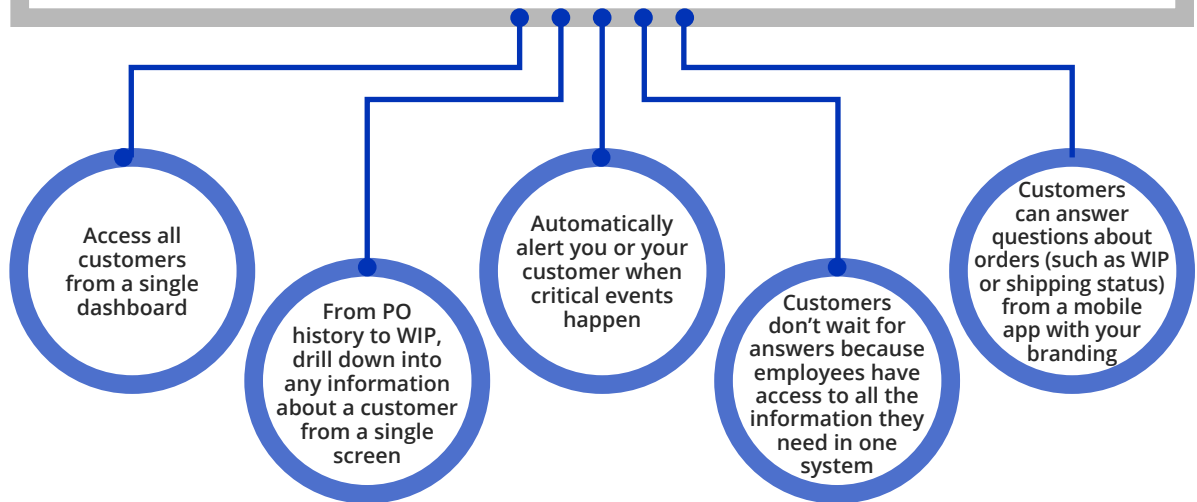 Access all
customers
from a single
dashboard
From PO
history to WIP,
drill down into
any information
about a customer
from a single
screen
Automatically
alert you or your
customer when
critical events
happen
Customers
don’t wait for
answers because
employees have
access to all the
information they
need in one
system
Customers
can answer
questions about
orders (such as WIP
or shipping status)
from a mobile
app with your
branding